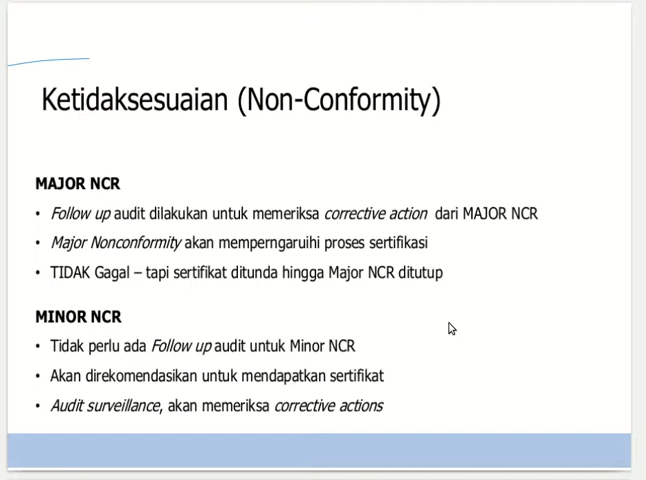 Ketidaksesuaian (Non-Conformity)
MAJOR NCR
• Follow up audit dilakukan untuk memeriksa corrective action dari MAJOR NCR
• Major Nonconformity akan memperngaruihi proses sertifikasi
• TIDAK Gagal – tapi sertifikat ditunda hingga Major NCR ditutup
MINOR NCR
• Tidak perlu ada Follow up audit untuk Minor NCR
• Akan direkomendasikan untuk mendapatkan sertifikat
• Audit surveillance, akan memeriksa corrective actions